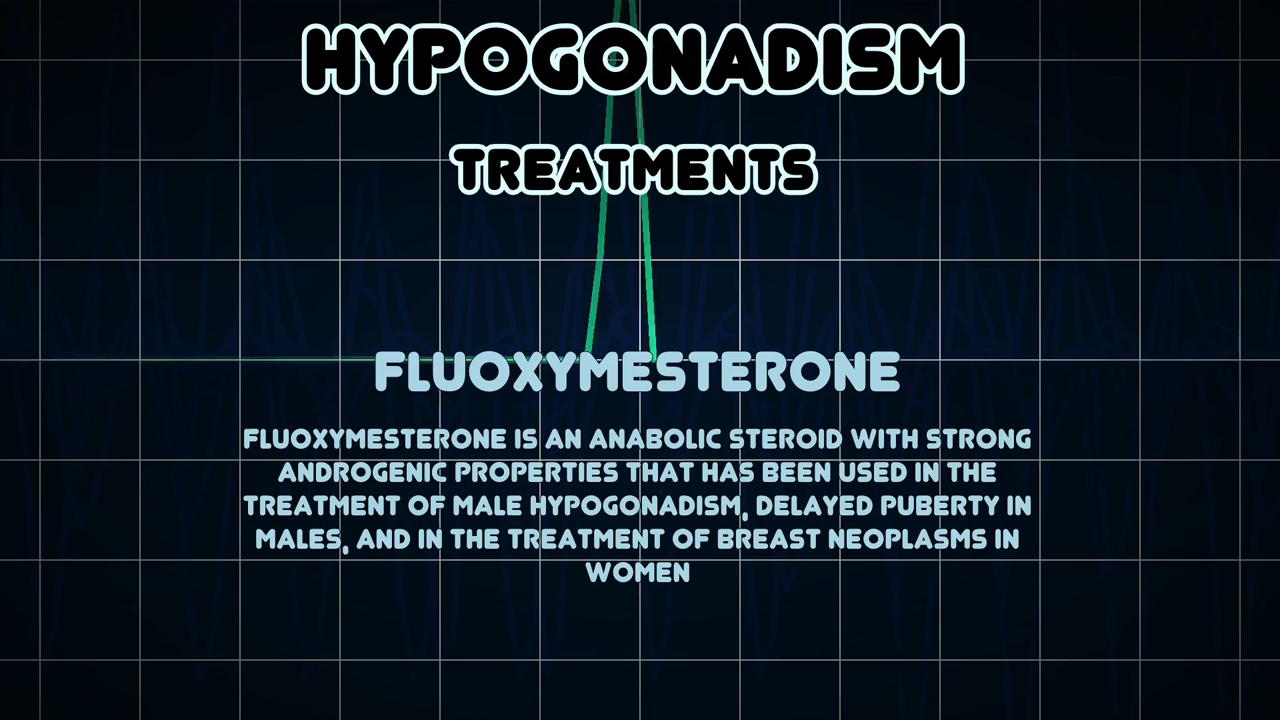 HYPOGONADISM
TREATMENTS
FLUOXYMESTERONE
FLUOXYMESTERONE IS AN ANABOLIC STEROID WITH STRONG
ANDROGENIC PROPERTIES THAT HAS BEEN USED IN THE
TREATMENT OF MALE HYPOGONADISM, DELAYED PUBERTY IN
MALES, AND IN THE TREATMENT OF BREAST NEOPLASMS IN
WOMEN